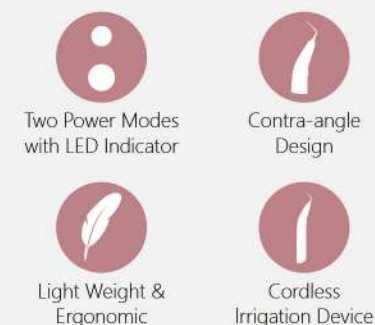 Two Power Modes
with LED Indicator
Contra-angle
Design
Light Weight &
Ergonomic
Cordless
Irrigation Device